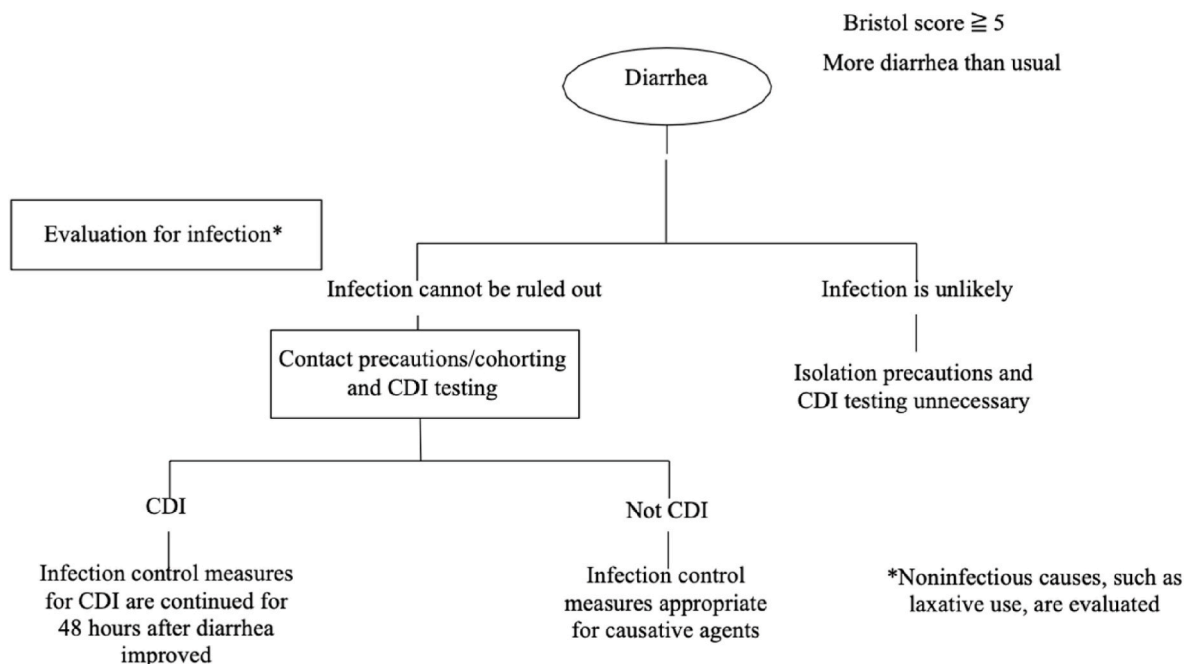 Bristol score ≧ 5
More diarrhea than usual
Diarrhea
Evaluation for infection*
Infection cannot be ruled out
Infection is unlikely
Contact precautions/cohorting
and CDI testing
Isolation precautions and
CDI testing unnecessary
CDI
Not CDI
Infection control measures
for CDI are continued for
48 hours after diarrhea
improved
Infection control
measures appropriate
for causative agents
*Noninfectious causes, such as
laxative use, are evaluated